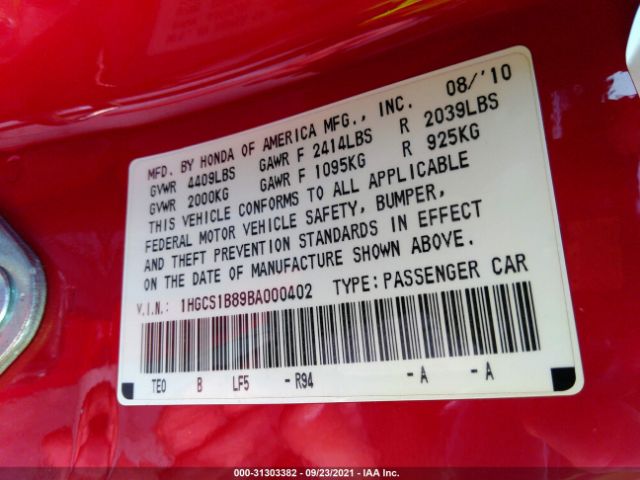 MFD. BY HONDA OF AMERICA MFG., INC. 08/'10
GVWR 4409LBS GAWR F 2414LBS R 2039LBS
GVWR 2000KG GAWR F 1095KG R 925KG
THIS VEHICLE CONFORMS TO ALL APPLICABLE
FEDERAL MOTOR VEHICLE SAFETY, BUMPER,
AND THEFT PREVENTION STANDARDS IN EFFECT
ON THE DATE OF MANUFACTURE SHOWN ABOVE.
V.I.N.: 1HGCS1B89BA000402 TYPE:PASSENGER CAR
TEO B LF5 -R94 -A -A
000-31303382 - 09/23/2021 - IAA Inc.